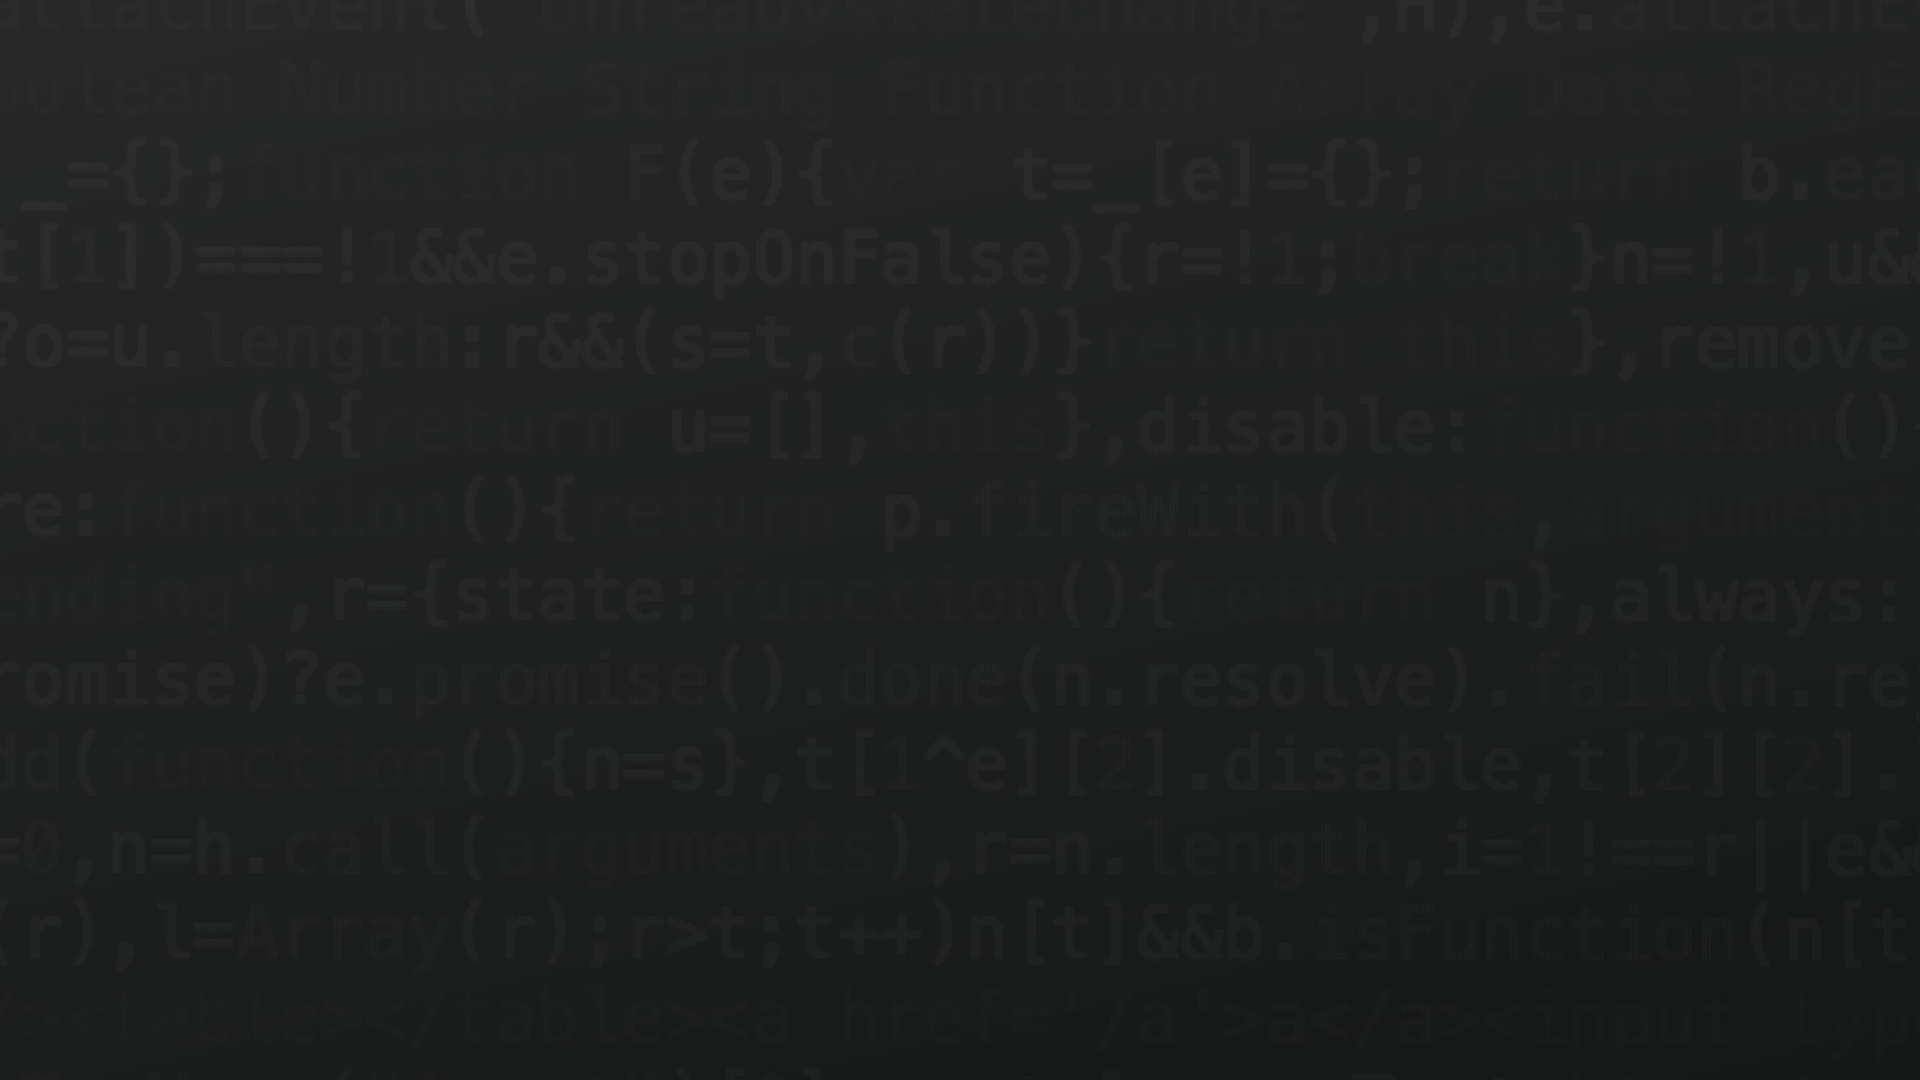 attachEvent("onreadystatechange",H),e.attachE
oolean Number String Function Array Date RegE
_={};function F(e){var t=_[e]={};return b.eac
t[1])===!1&&e.stopOnFalse){r=!1;break}n=!1,u&&
?o=u.length:r&&(s=t,c(r))}return this},remove
nction(){return u=[],this},disable:function(){
re:function(){return p.fireWith(this,argument
ending",r={state:function(){return n},always:
romise)?e.promise().done(n.resolve).fail(n.re
dd(function(){n=s},t[1^e][2].disable,t[2][2].
=0,n=h.call(arguments),r=n.length,i=1!==r||e&&
(r),l=Array(r);r>t;t++)n[t]&&b.isFunction(n[t
/><table></table><a href='/a'>a</a><input typ